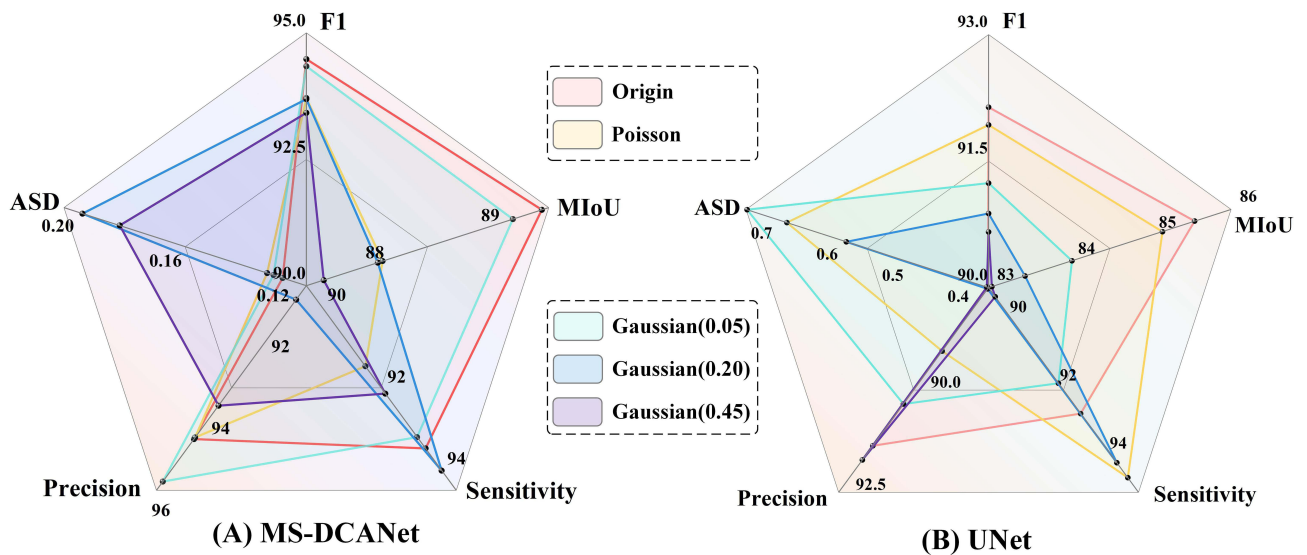 95.0
F1
92.5
ASD
0.20
0.16
0.12
90.0
90
88
89
MIoU
92
92
94
94
Precision
96
Sensitivity
(A) MS-DCANet
Origin
Poisson
Gaussian(0.05)
Gaussian(0.20)
Gaussian(0.45)
93.0
F1
91.5
ASD
0.7
0.6
0.5
0.4
90.0
83
84
85
86
MIoU
90
92
94
90.0
92.5
Precision
Sensitivity
(B) UNet